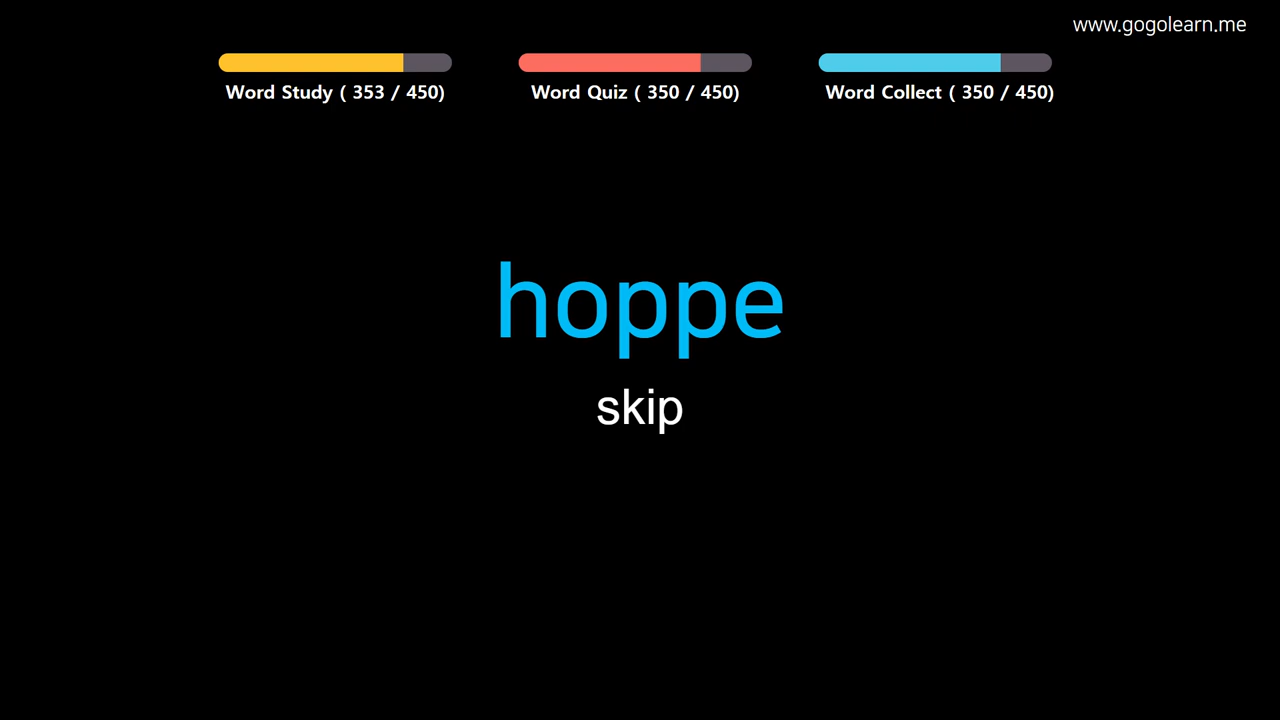 www.gogolearn.me
Word Study ( 353 / 450)
Word Quiz ( 350 / 450)
Word Collect ( 350 / 450)
hoppe
skip